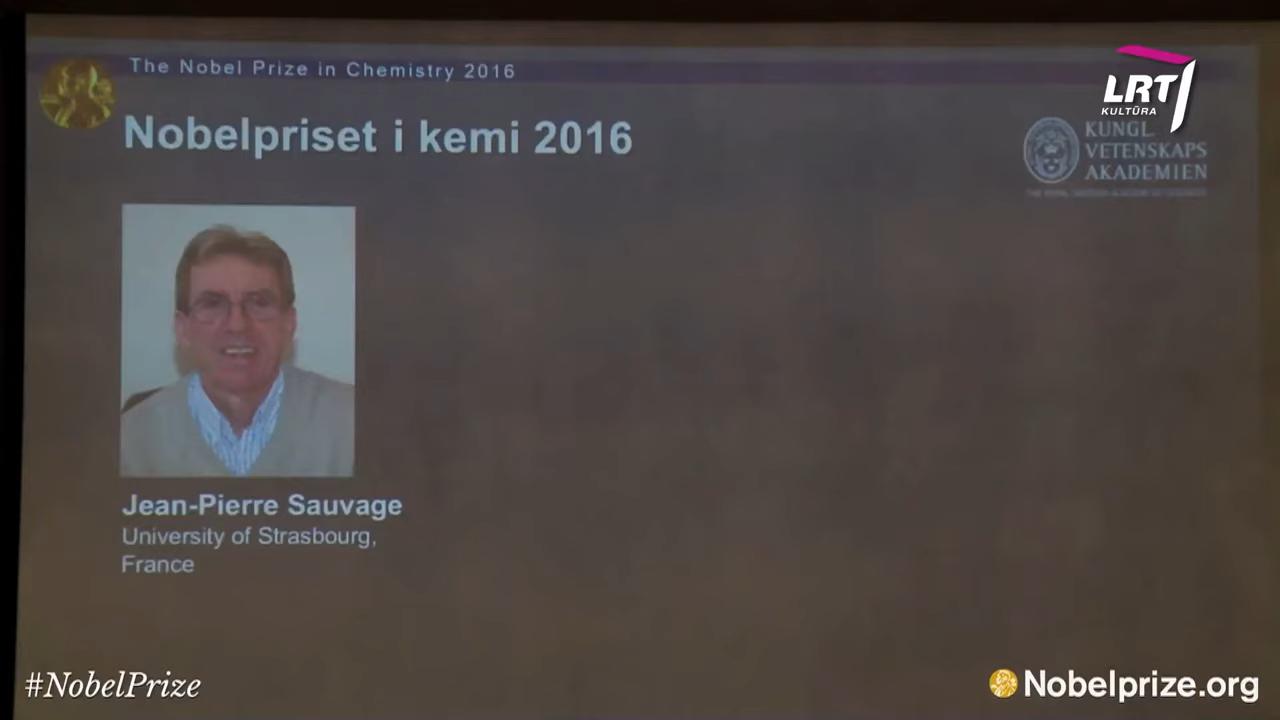 The Nobel Prize in Chemistry 2016
LRT
KULTŪRA
Nobelpriset i kemi 2016
KUNGL.
VETENSKAPS
AKADEMIEN
Jean-Pierre Sauvage
University of Strasbourg,
France
#NobelPrize
Nobelprize.org